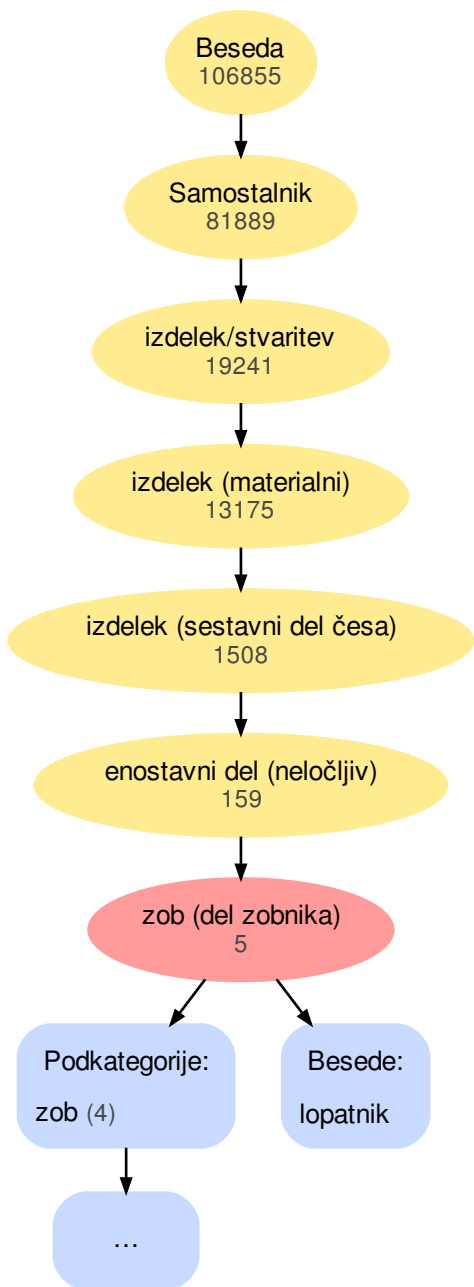 Beseda
106855
Samostalnik
81889
izdelek/stvaritev
19241
izdelek (materialni)
13175
izdelek (sestavni del česa)
1508
enostavni del (neločljiv)
159
zob (del zobnika)
5
Podkategorije:
zob (4)
Besede:
lopatnik
...